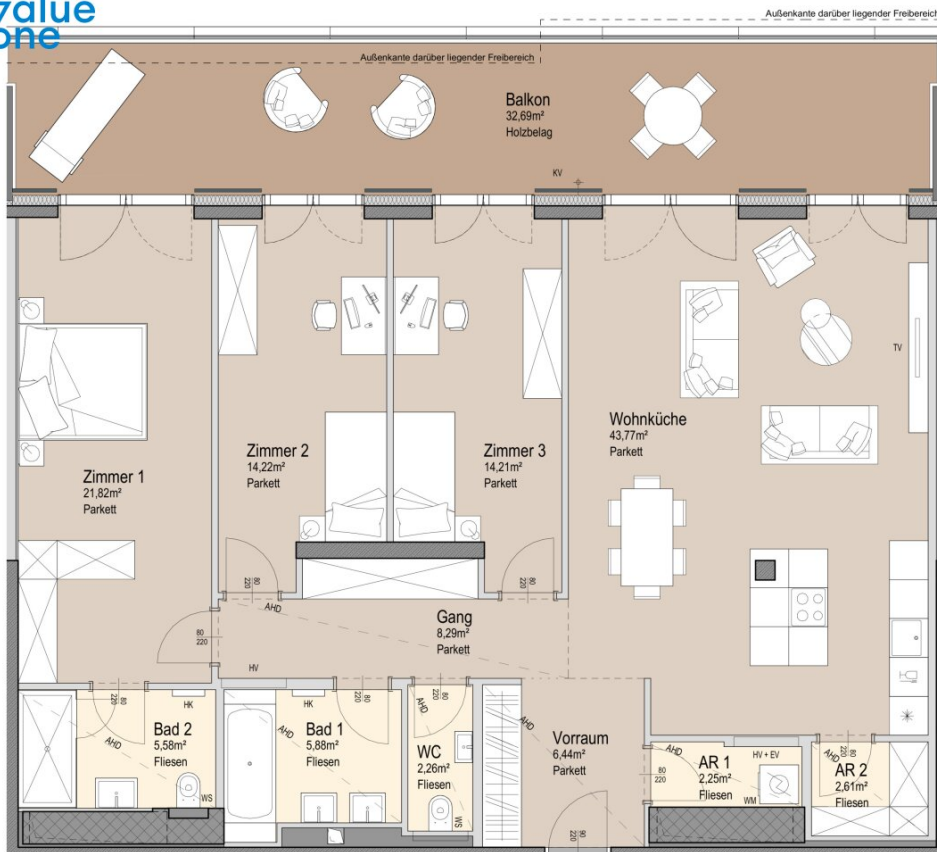 value
one
Außenkante darüber liegender Freibereich
Außenkante darüber liegender Freibereich
Balkon
32,69m²
Holzbelag
KV
TV
Wohnküche
43,77m²
Parkett
Zimmer 1
21,82m²
Parkett
Zimmer 2
14,22m²
Parkett
Zimmer 3
14,21m²
Parkett
80
220
AHD
80
220
80
220
Gang
8,29m²
Parkett
HV
80
220
HK
AHD
Bad 2
5,58m²
Fliesen
WS
HK
80
220
AHD
Bad 1
5,88m²
Fliesen
80
220
AHD
WC
2,26m²
Fliesen
WS
AHD
Vorraum
6,44m²
Parkett
90
220
AHD
80
220
HV + EV
AR 1
2,25m²
Fliesen
WM
80
220
AHD
AR 2
2,61m²
Fliesen